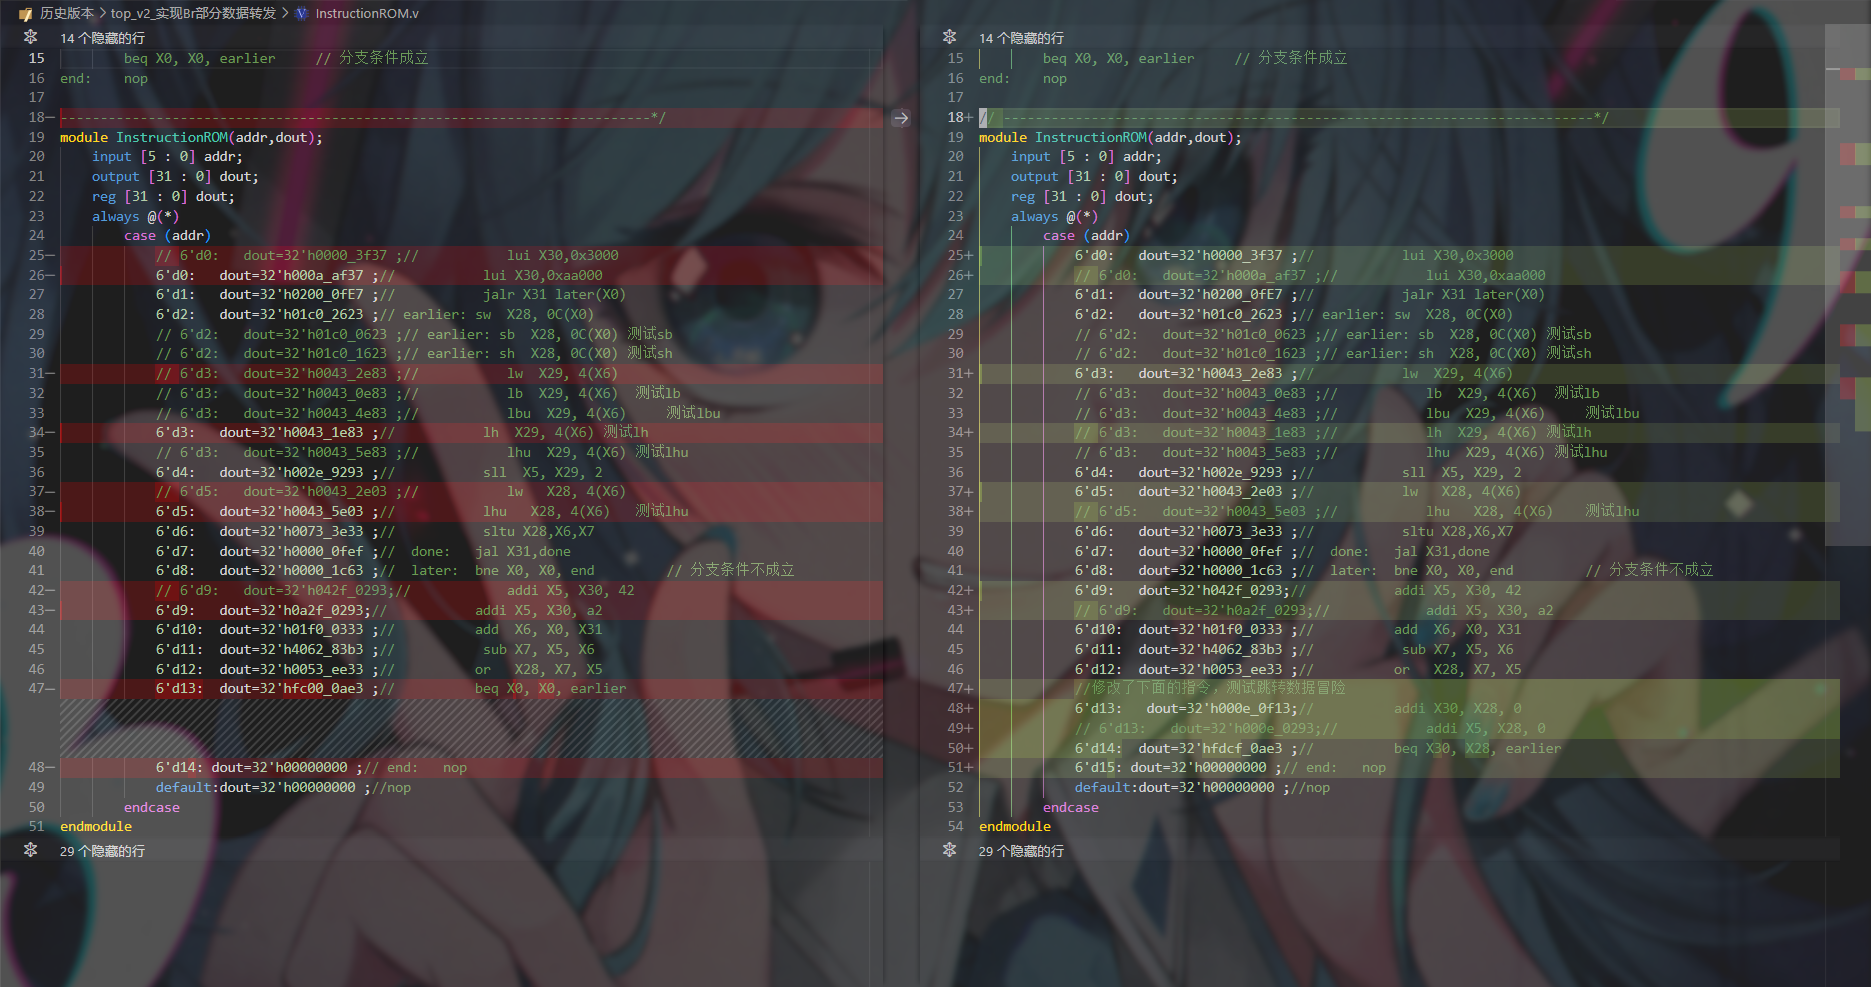 历史版本 > top_v2_实现Br部分数据转发 > InstructionROM.v
14 个隐藏的行
15 beq X0, X0, earlier // 分支条件成立
16 end: nop
17
18— --------------------------------------------------------------------------*/
19 module InstructionROM(addr,dout);
20 input [5 : 0] addr;
21 output [31 : 0] dout;
22 reg [31 : 0] dout;
23 always @(*)
24 case (addr)
25— // 6'd0: dout=32'h0000_3f37 ;// lui X30,0x3000
26— 6'd0: dout=32'h000a_af37 ;// lui X30,0xaa000
27 6'd1: dout=32'h0200_0fE7 ;// jalr X31 later(X0)
28 6'd2: dout=32'h01c0_2623 ;// earlier: sw X28, 0C(X0)
29 // 6'd2: dout=32'h01c0_0623 ;// earlier: sb X28, 0C(X0) 测试sb
30 // 6'd2: dout=32'h01c0_1623 ;// earlier: sh X28, 0C(X0) 测试sh
31— // 6'd3: dout=32'h0043_2e83 ;// lw X29, 4(X6)
32 // 6'd3: dout=32'h0043_0e83 ;// lb X29, 4(X6) 测试lb
33 // 6'd3: dout=32'h0043_4e83 ;// lbu X29, 4(X6) 测试lbu
34— 6'd3: dout=32'h0043_1e83 ;// lh X29, 4(X6) 测试lh
35 // 6'd3: dout=32'h0043_5e83 ;// lhu X29, 4(X6) 测试lhu
36 6'd4: dout=32'h002e_9293 ;// sll X5, X29, 2
37— // 6'd5: dout=32'h0043_2e03 ;// lw X28, 4(X6)
38— 6'd5: dout=32'h0043_5e03 ;// lhu X28, 4(X6) 测试lhu
39 6'd6: dout=32'h0073_3e33 ;// sltu X28,X6,X7
40 6'd7: dout=32'h0000_0fef ;// done: jal X31,done
41 6'd8: dout=32'h0000_1c63 ;// later: bne X0, X0, end // 分支条件不成立
42— // 6'd9: dout=32'h042f_0293;// addi X5, X30, 42
43— 6'd9: dout=32'h0a2f_0293;// addi X5, X30, a2
44 6'd10: dout=32'h01f0_0333 ;// add X6, X0, X31
45 6'd11: dout=32'h4062_83b3 ;// sub X7, X5, X6
46 6'd12: dout=32'h0053_ee33 ;// or X28, X7, X5
47— 6'd13: dout=32'hfc00_0ae3 ;// beq X0, X0, earlier
48— 6'd14: dout=32'h00000000 ;// end: nop
49 default:dout=32'h00000000 ;//nop
50 endcase
51 endmodule
29 个隐藏的行
14 个隐藏的行
15 beq X0, X0, earlier // 分支条件成立
16 end: nop
17
18+ // --------------------------------------------------------------------------*/
19 module InstructionROM(addr,dout);
20 input [5 : 0] addr;
21 output [31 : 0] dout;
22 reg [31 : 0] dout;
23 always @(*)
24 case (addr)
25+ 6'd0: dout=32'h0000_3f37 ;// lui X30,0x3000
26+ // 6'd0: dout=32'h000a_af37 ;// lui X30,0xaa000
27 6'd1: dout=32'h0200_0fE7 ;// jalr X31 later(X0)
28 6'd2: dout=32'h01c0_2623 ;// earlier: sw X28, 0C(X0)
29 // 6'd2: dout=32'h01c0_0623 ;// earlier: sb X28, 0C(X0) 测试sb
30 // 6'd2: dout=32'h01c0_1623 ;// earlier: sh X28, 0C(X0) 测试sh
31+ 6'd3: dout=32'h0043_2e83 ;// lw X29, 4(X6)
32 // 6'd3: dout=32'h0043_0e83 ;// lb X29, 4(X6) 测试lb
33 // 6'd3: dout=32'h0043_4e83 ;// lbu X29, 4(X6) 测试lbu
34+ // 6'd3: dout=32'h0043_1e83 ;// lh X29, 4(X6) 测试lh
35 // 6'd3: dout=32'h0043_5e83 ;// lhu X29, 4(X6) 测试lhu
36 6'd4: dout=32'h002e_9293 ;// sll X5, X29, 2
37+ 6'd5: dout=32'h0043_2e03 ;// lw X28, 4(X6)
38+ // 6'd5: dout=32'h0043_5e03 ;// lhu X28, 4(X6) 测试lhu
39 6'd6: dout=32'h0073_3e33 ;// sltu X28,X6,X7
40 6'd7: dout=32'h0000_0fef ;// done: jal X31,done
41 6'd8: dout=32'h0000_1c63 ;// later: bne X0, X0, end // 分支条件不成立
42+ 6'd9: dout=32'h042f_0293;// addi X5, X30, 42
43+ // 6'd9: dout=32'h0a2f_0293;// addi X5, X30, a2
44 6'd10: dout=32'h01f0_0333 ;// add X6, X0, X31
45 6'd11: dout=32'h4062_83b3 ;// sub X7, X5, X6
46 6'd12: dout=32'h0053_ee33 ;// or X28, X7, X5
47+ //修改了下面的指令，测试跳转数据冒险
48+ 6'd13: dout=32'h000e_0f13;// addi X30, X28, 0
49+ // 6'd13: dout=32'h000e_0293;// addi X5, X28, 0
50+ 6'd14: dout=32'hfdcf_0ae3 ;// beq X30, X28, earlier
51+ 6'd15: dout=32'h00000000 ;// end: nop
52 default:dout=32'h00000000 ;//nop
53 endcase
54 endmodule
29 个隐藏的行